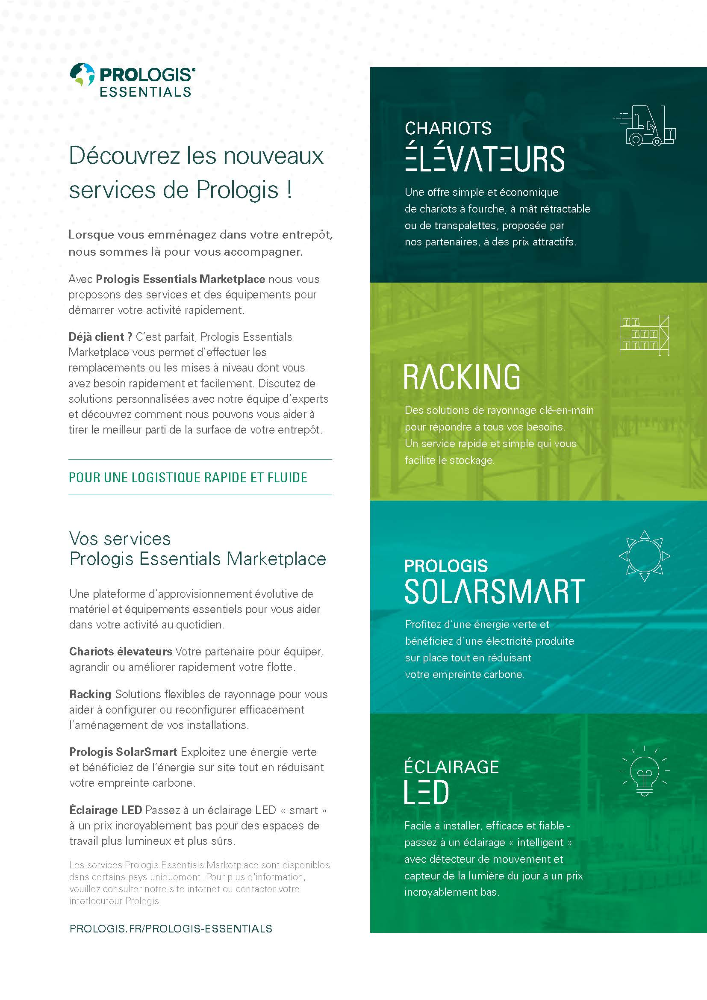 PROLOGIS
ESSENTIALS
Découvrez les nouveaux
services de Prologis !
Lorsque vous emménagez dans votre entrepôt,
nous sommes là pour vous accompagner.
Avec Prologis Essentials Marketplace nous vous
proposons des services et des équipements pour
démarrer votre activité rapidement.
Déjà client ? C’est parfait, Prologis Essentials
Marketplace vous permet d’effectuer les
remplacements ou les mises à niveau dont vous
avez besoin rapidement et facilement. Discutez de
solutions personnalisées avec notre équipe d’experts
et découvrez comment nous pouvons vous aider à
tirer le meilleur parti de la surface de votre entrepôt.
POUR UNE LOGISTIQUE RAPIDE ET FLUIDE
Vos services
Prologis Essentials Marketplace
Une plateforme d’approvisionnement évolutive de
matériel et équipements essentiels pour vous aider
dans votre activité au quotidien.
Chariots élevateurs Votre partenaire pour équiper,
agrandir ou améliorer rapidement votre flotte.
Racking Solutions flexibles de rayonnage pour vous
aider à configurer ou reconfigurer efficacement
l’aménagement de vos installations.
Prologis SolarSmart Exploitez une énergie verte
et bénéficiez de l’énergie sur site tout en réduisant
votre empreinte carbone.
Éclairage LED Passez à un éclairage LED « smart »
à un prix incroyablement bas pour des espaces de
travail plus lumineux et plus sûrs.
Les services Prologis Essentials Marketplace sont disponibles
dans certains pays uniquement. Pour plus d’information,
veuillez consulter notre site internet ou contacter votre
interlocuteur Prologis.
PROLOGIS.FR/PROLOGIS-ESSENTIALS
CHARIOTS
ÉLÉVATEURS
Une offre simple et économique
de chariots à fourche, à mât rétractable
ou de transpalettes, proposée par
nos partenaires, à des prix attractifs.
RACKING
Des solutions de rayonnage clé-en-main
pour répondre à tous vos besoins.
Un service rapide et simple qui vous
facilite le stockage.
PROLOGIS
SOLARSMART
Profitez d’une énergie verte et
bénéficiez d’une électricité produite
sur place tout en réduisant
votre empreinte carbone.
ÉCLAIRAGE
LED
Facile à installer, efficace et fiable -
passez à un éclairage « intelligent »
avec détecteur de mouvement et
capteur de la lumière du jour à un prix
incroyablement bas.